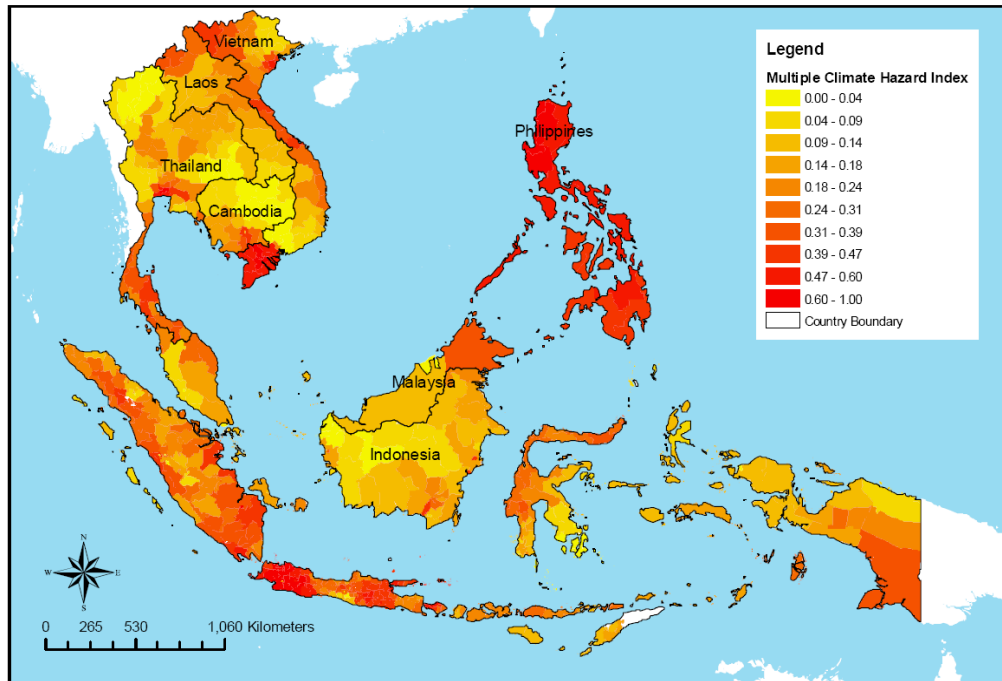 Vietnam
Laos
Thailand
Cambodia
Philippines
Malaysia
Indonesia
Legend
Multiple Climate Hazard Index
0.00 - 0.04
0.04 - 0.09
0.09 - 0.14
0.14 - 0.18
0.18 - 0.24
0.24 - 0.31
0.31 - 0.39
0.39 - 0.47
0.47 - 0.60
0.60 - 1.00
Country Boundary
N
W E
S
0 265 530 1,060 Kilometers